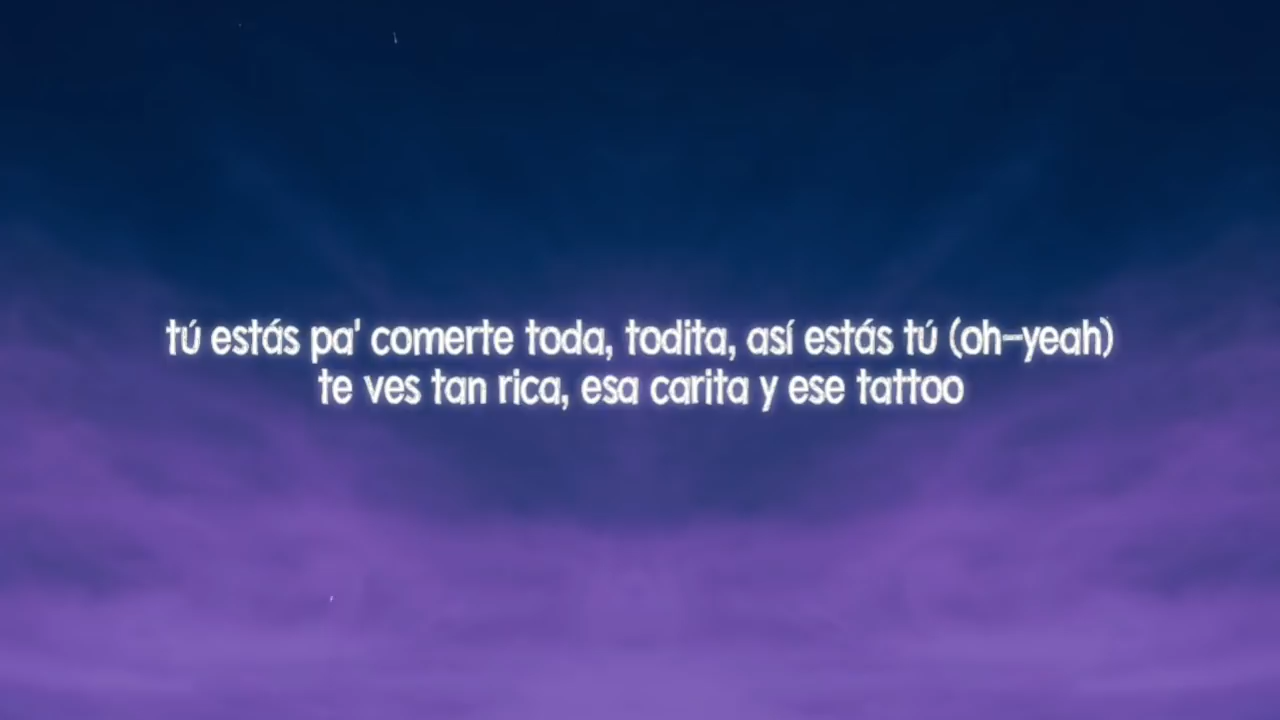 tú estás pa' comerte toda, todita, así estás tú (oh-yeah)
te ves tan rica, esa carita y ese tattoo